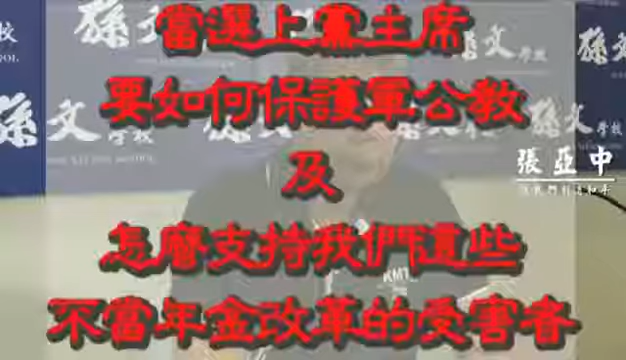 當選上黨主席
要如何保護軍公教
及
怎麼支持我們這些
不當年金改革的受害者
孫文學校
孫文學校
孫文學校
張亞中
KMT